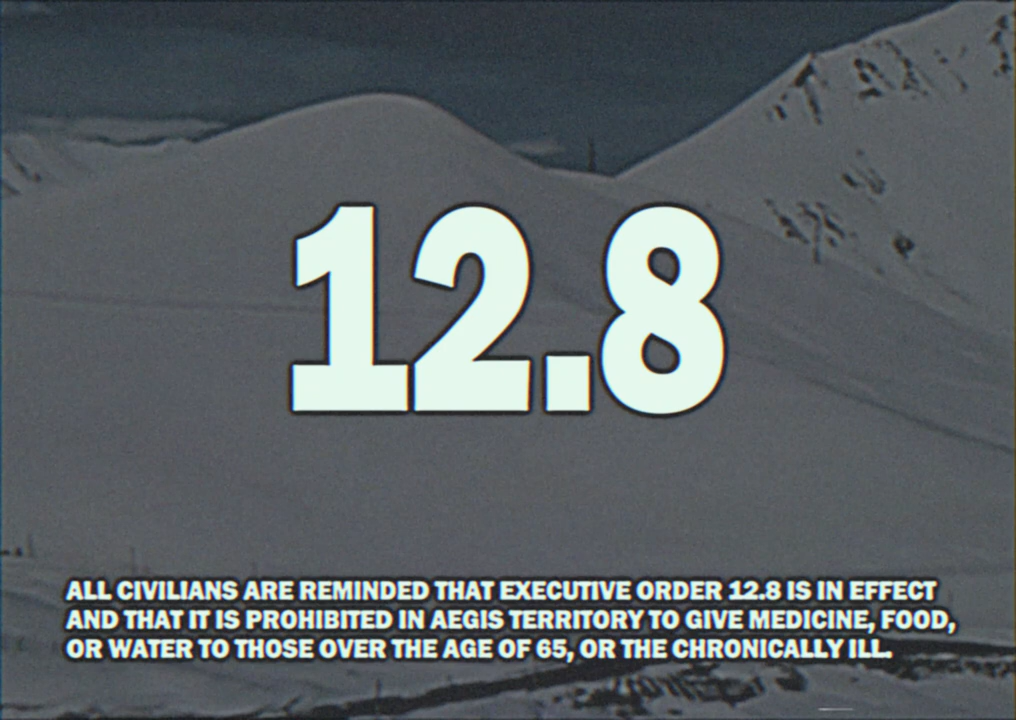 12.8
ALL CIVILIANS ARE REMINDED THAT EXECUTIVE ORDER 12.8 IS IN EFFECT
AND THAT IT IS PROHIBITED IN AEGIS TERRITORY TO GIVE MEDICINE, FOOD,
OR WATER TO THOSE OVER THE AGE OF 65, OR THE CHRONICALLY ILL.